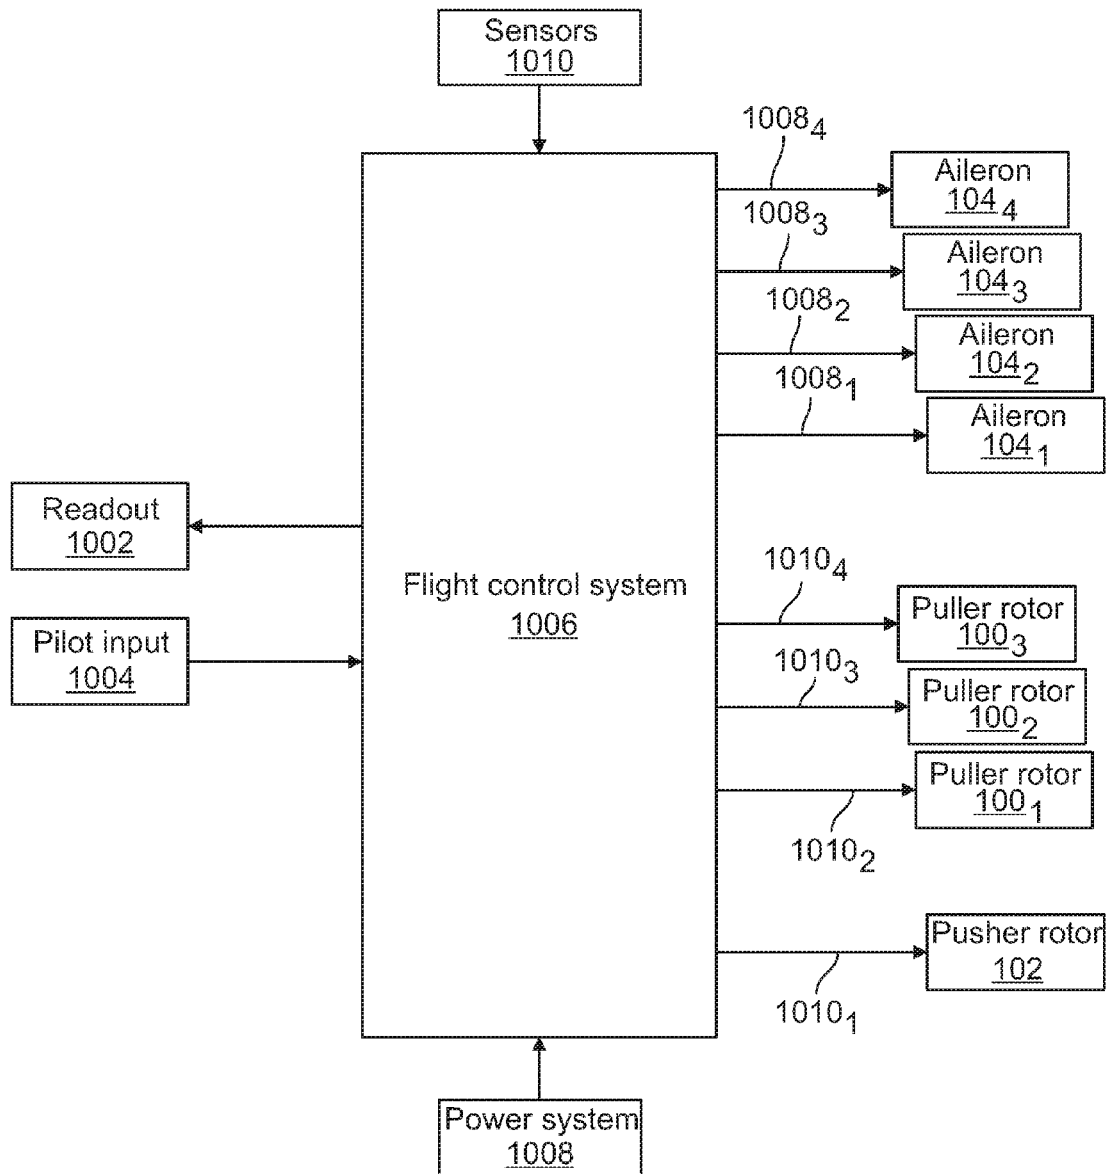 Sensors
1010
1008₄
Aileron
104₄
1008₃
Aileron
104₃
1008₂
Aileron
104₂
1008₁
Aileron
104₁
Readout
1002
Pilot input
1004
Flight control system
1006
1010₄
Puller rotor
100₃
1010₃
Puller rotor
100₂
Puller rotor
100₁
1010₂
Pusher rotor
102
1010₁
Power system
1008